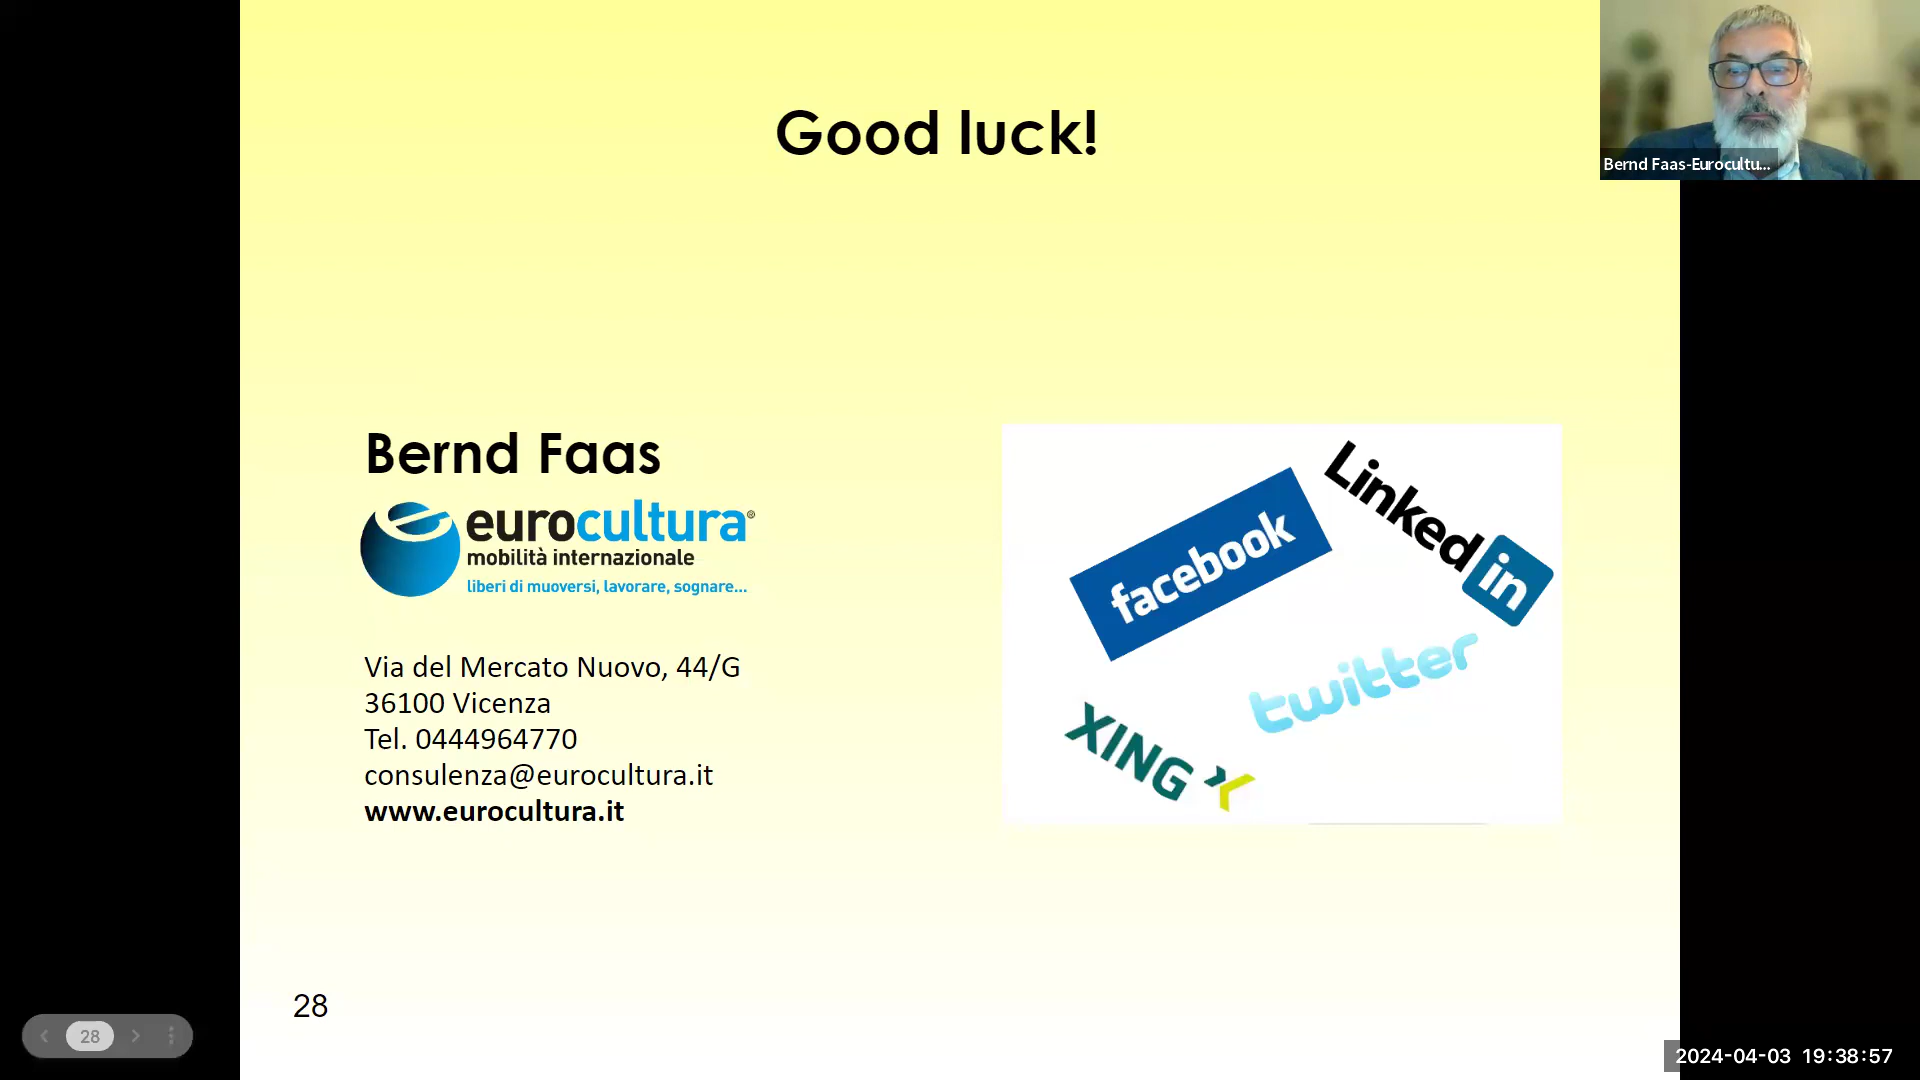 Good luck!
Bernd Faas-Eurocultu...
Bernd Faas
eurocultura®
mobilità internazionale
liberi di muoversi, lavorare, sognare...
Via del Mercato Nuovo, 44/G
36100 Vicenza
Tel. 0444964770
consulenza@eurocultura.it
www.eurocultura.it
Linkedin
facebook
twitter
XING
28
28
2024-04-03 19:38:57